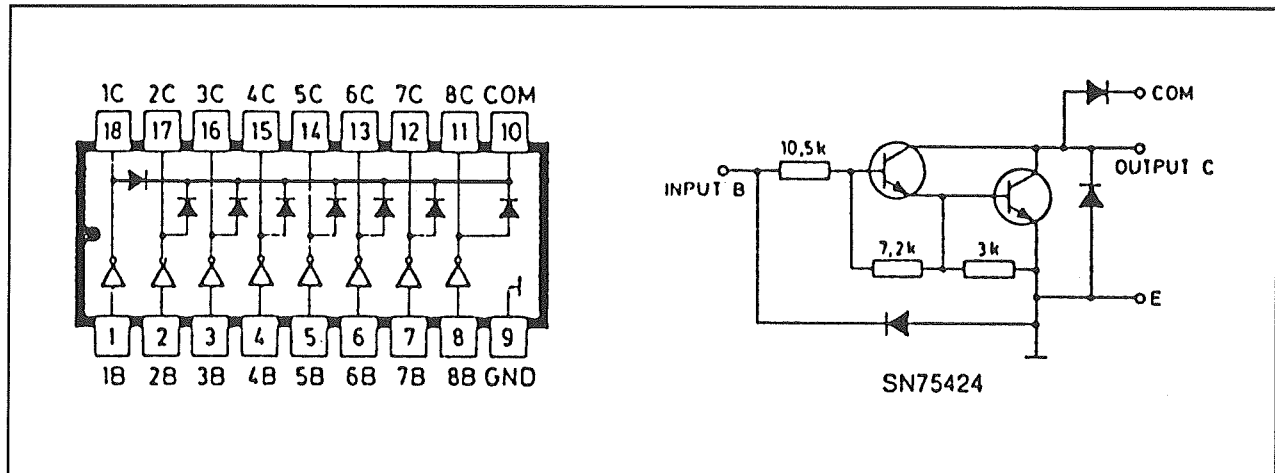 1C 2C 3C 4C 5C 6C 7C 8C COM
18 17 16 15 14 13 12 11 10
1 2 3 4 5 6 7 8 9
1B 2B 3B 4B 5B 6B 7B 8B GND
COM
10,5k
INPUT B
OUTPUT C
7,2k
3k
E
SN75424